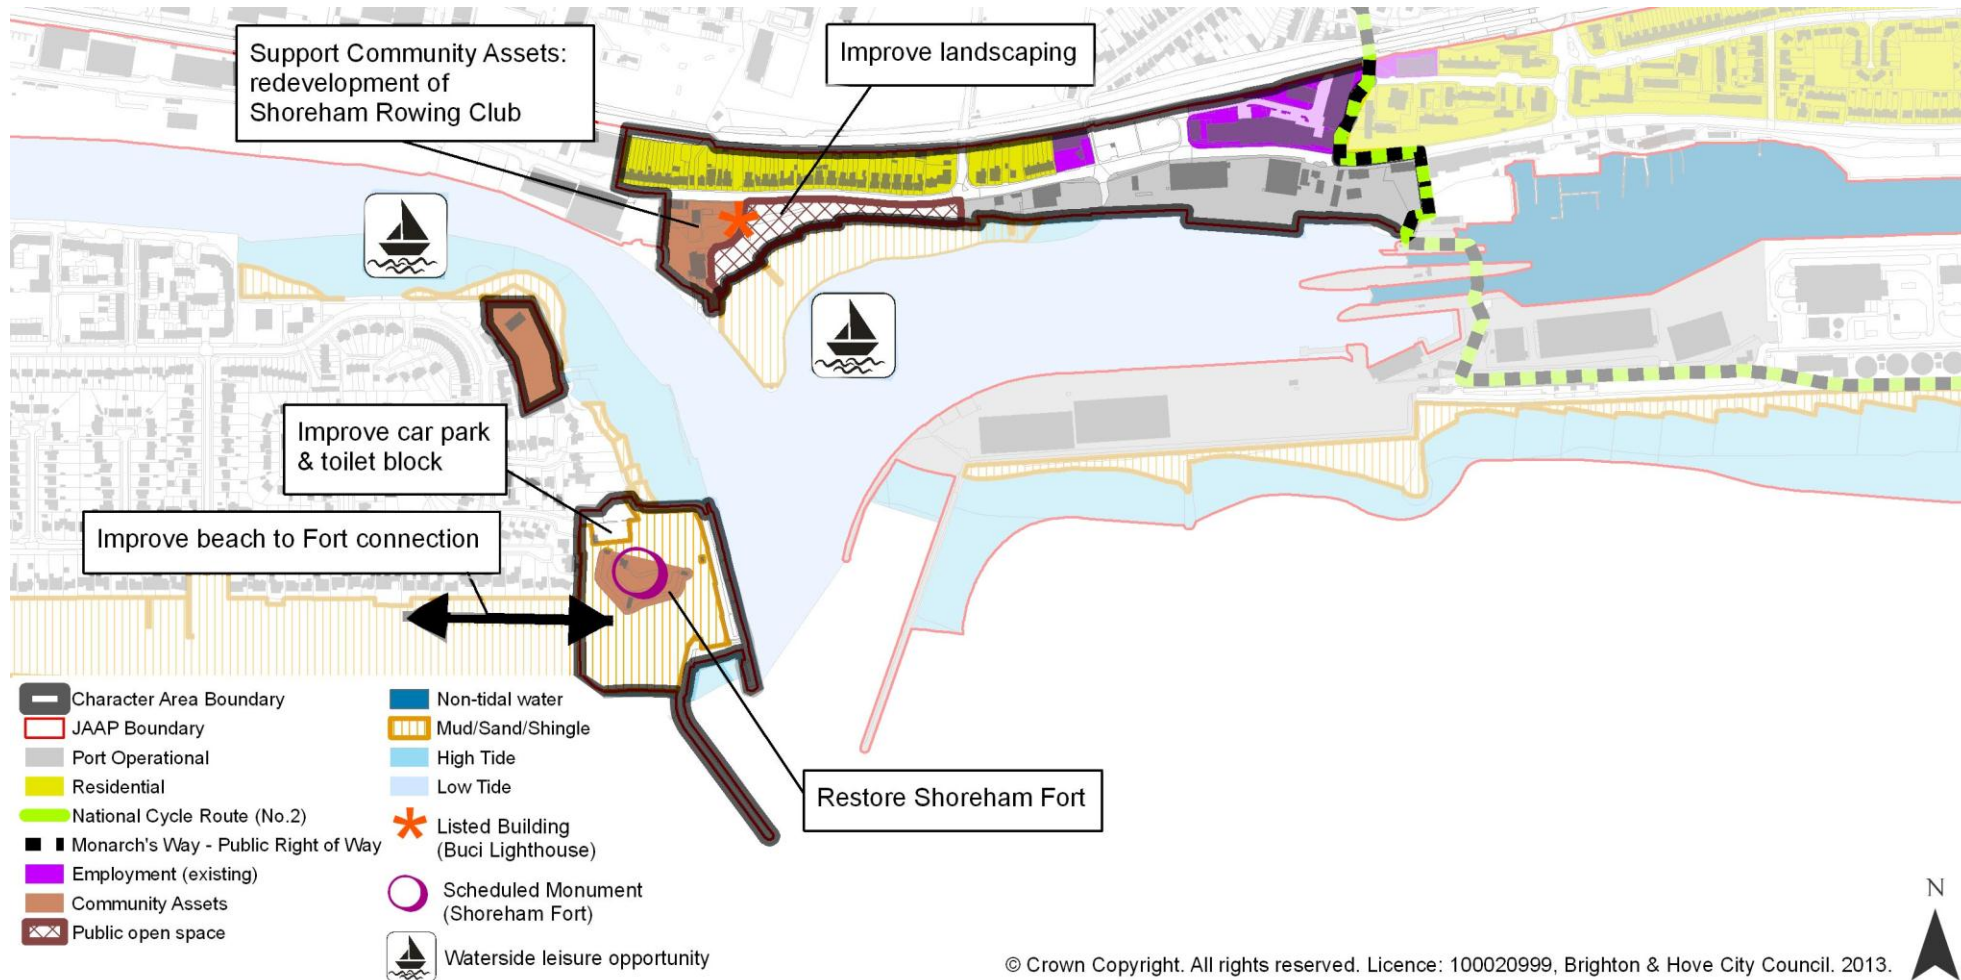 Support Community Assets:
redevelopment of
Shoreham Rowing Club
Improve landscaping
Improve car park
& toilet block
Improve beach to Fort connection
Restore Shoreham Fort
Character Area Boundary
JAAP Boundary
Port Operational
Residential
National Cycle Route (No.2)
Monarch's Way - Public Right of Way
Employment (existing)
Community Assets
Public open space
Non-tidal water
Mud/Sand/Shingle
High Tide
Low Tide
Listed Building
(Buci Lighthouse)
Scheduled Monument
(Shoreham Fort)
Waterside leisure opportunity
N
© Crown Copyright. All rights reserved. Licence: 100020999, Brighton & Hove City Council. 2013.